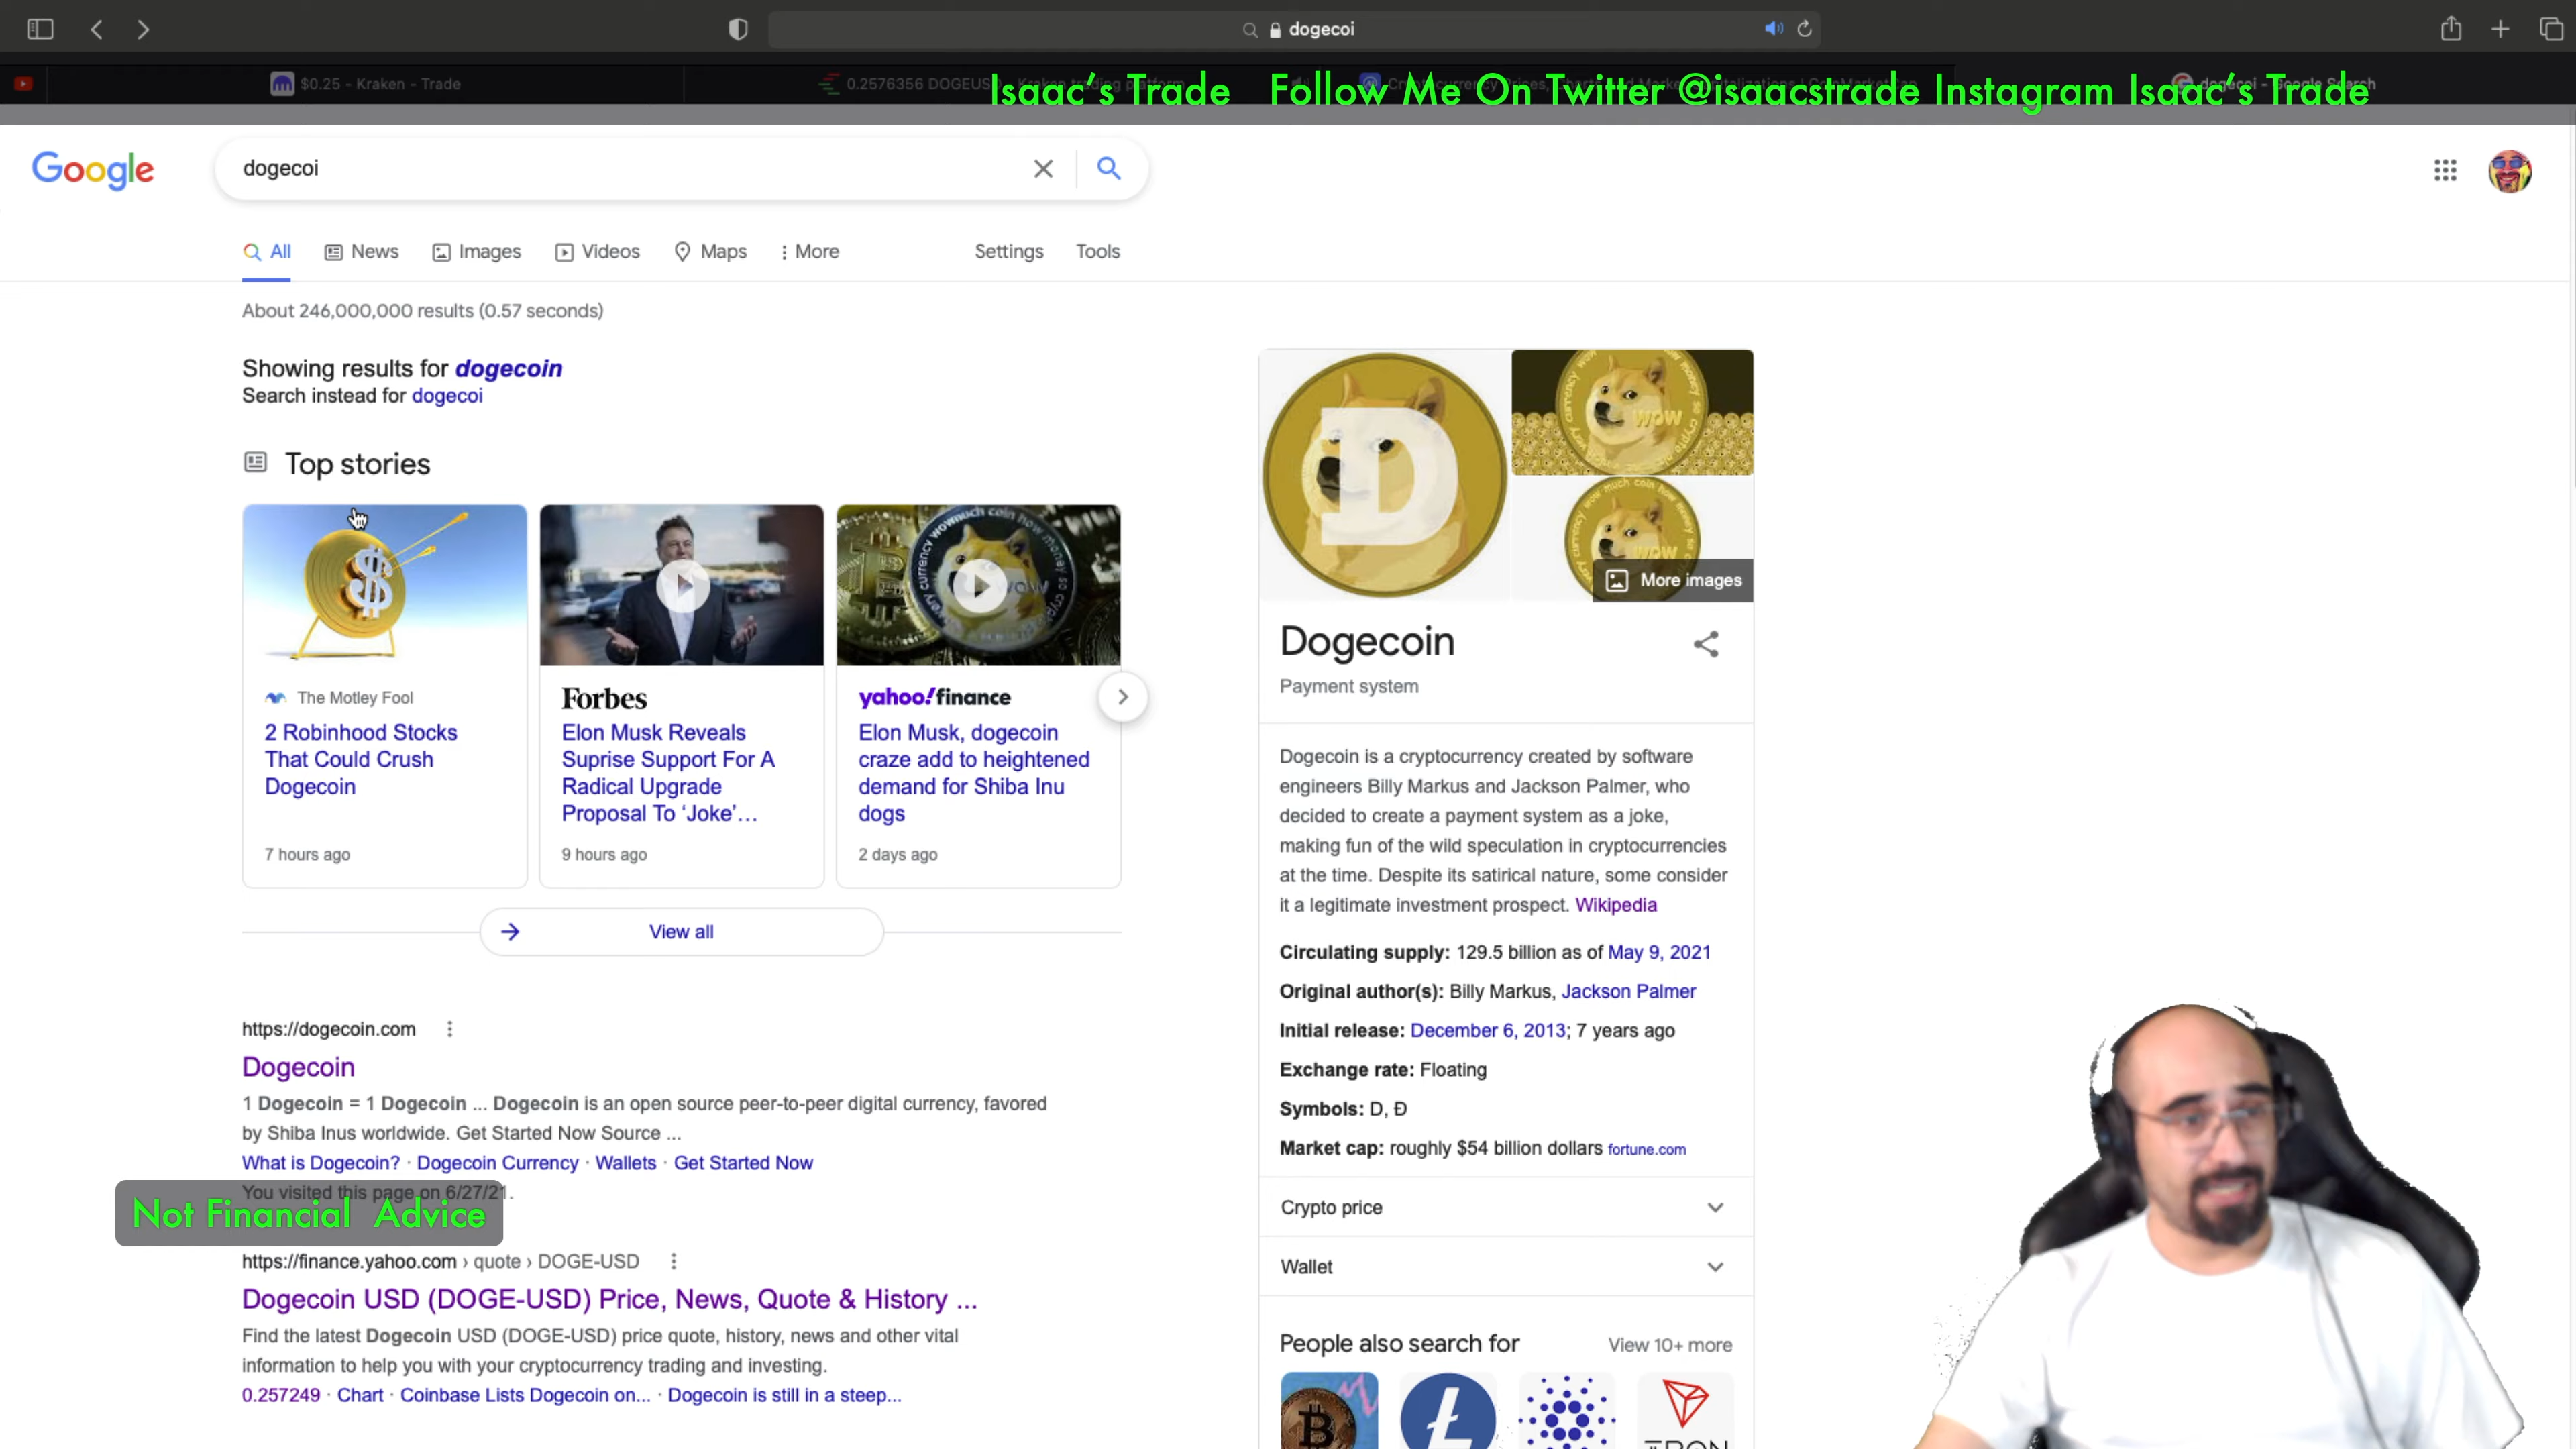 dogecoi
$0.25 - Kraken - Trade
0.2576356 DOGEUS
Isaac's Trade Follow Me On Twitter @isaacstrade Instagram Isaac's Trade
Google
dogecoi
All
News
Images
Videos
Maps
More
Settings
Tools
About 246,000,000 results (0.57 seconds)
Showing results for dogecoin
Search instead for dogecoi
Top stories
The Motley Fool
2 Robinhood Stocks
That Could Crush
Dogecoin
7 hours ago
Forbes
Elon Musk Reveals
Suprise Support For A
Radical Upgrade
Proposal To ‘Joke’…
9 hours ago
yahoo!finance
Elon Musk, dogecoin
craze add to heightened
demand for Shiba Inu
dogs
2 days ago
View all
https://dogecoin.com
Dogecoin
1 Dogecoin = 1 Dogecoin ... Dogecoin is an open source peer-to-peer digital currency, favored
by Shiba Inus worldwide. Get Started Now Source ...
What is Dogecoin? · Dogecoin Currency · Wallets · Get Started Now
You visited this page on 6/27/21.
Not Financial Advice
https://finance.yahoo.com › quote › DOGE-USD
Dogecoin USD (DOGE-USD) Price, News, Quote & History ...
Find the latest Dogecoin USD (DOGE-USD) price quote, history, news and other vital
information to help you with your cryptocurrency trading and investing.
0.257249 · Chart · Coinbase Lists Dogecoin on... · Dogecoin is still in a steep...
D
WOW
WOW
More images
Dogecoin
Payment system
Dogecoin is a cryptocurrency created by software
engineers Billy Markus and Jackson Palmer, who
decided to create a payment system as a joke,
making fun of the wild speculation in cryptocurrencies
at the time. Despite its satirical nature, some consider
it a legitimate investment prospect. Wikipedia
Circulating supply: 129.5 billion as of May 9, 2021
Original author(s): Billy Markus, Jackson Palmer
Initial release: December 6, 2013; 7 years ago
Exchange rate: Floating
Symbols: D, Ð
Market cap: roughly $54 billion dollars fortune.com
Crypto price
Wallet
People also search for
View 10+ more
TRON